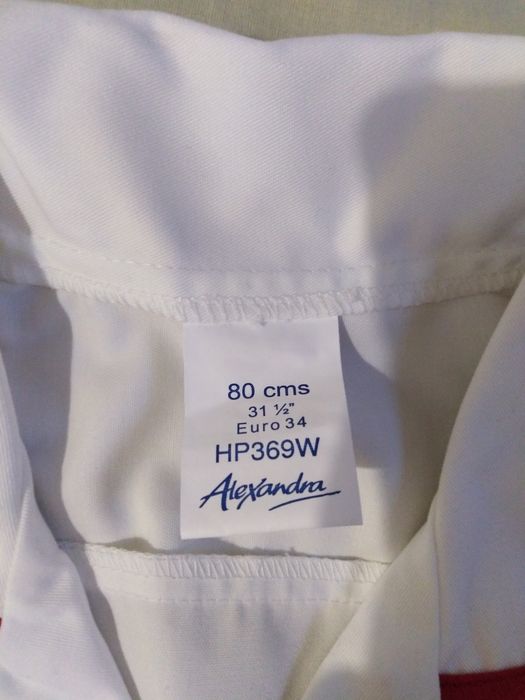 80 cms
31 ½"
Euro 34
HP369W
Alexandra